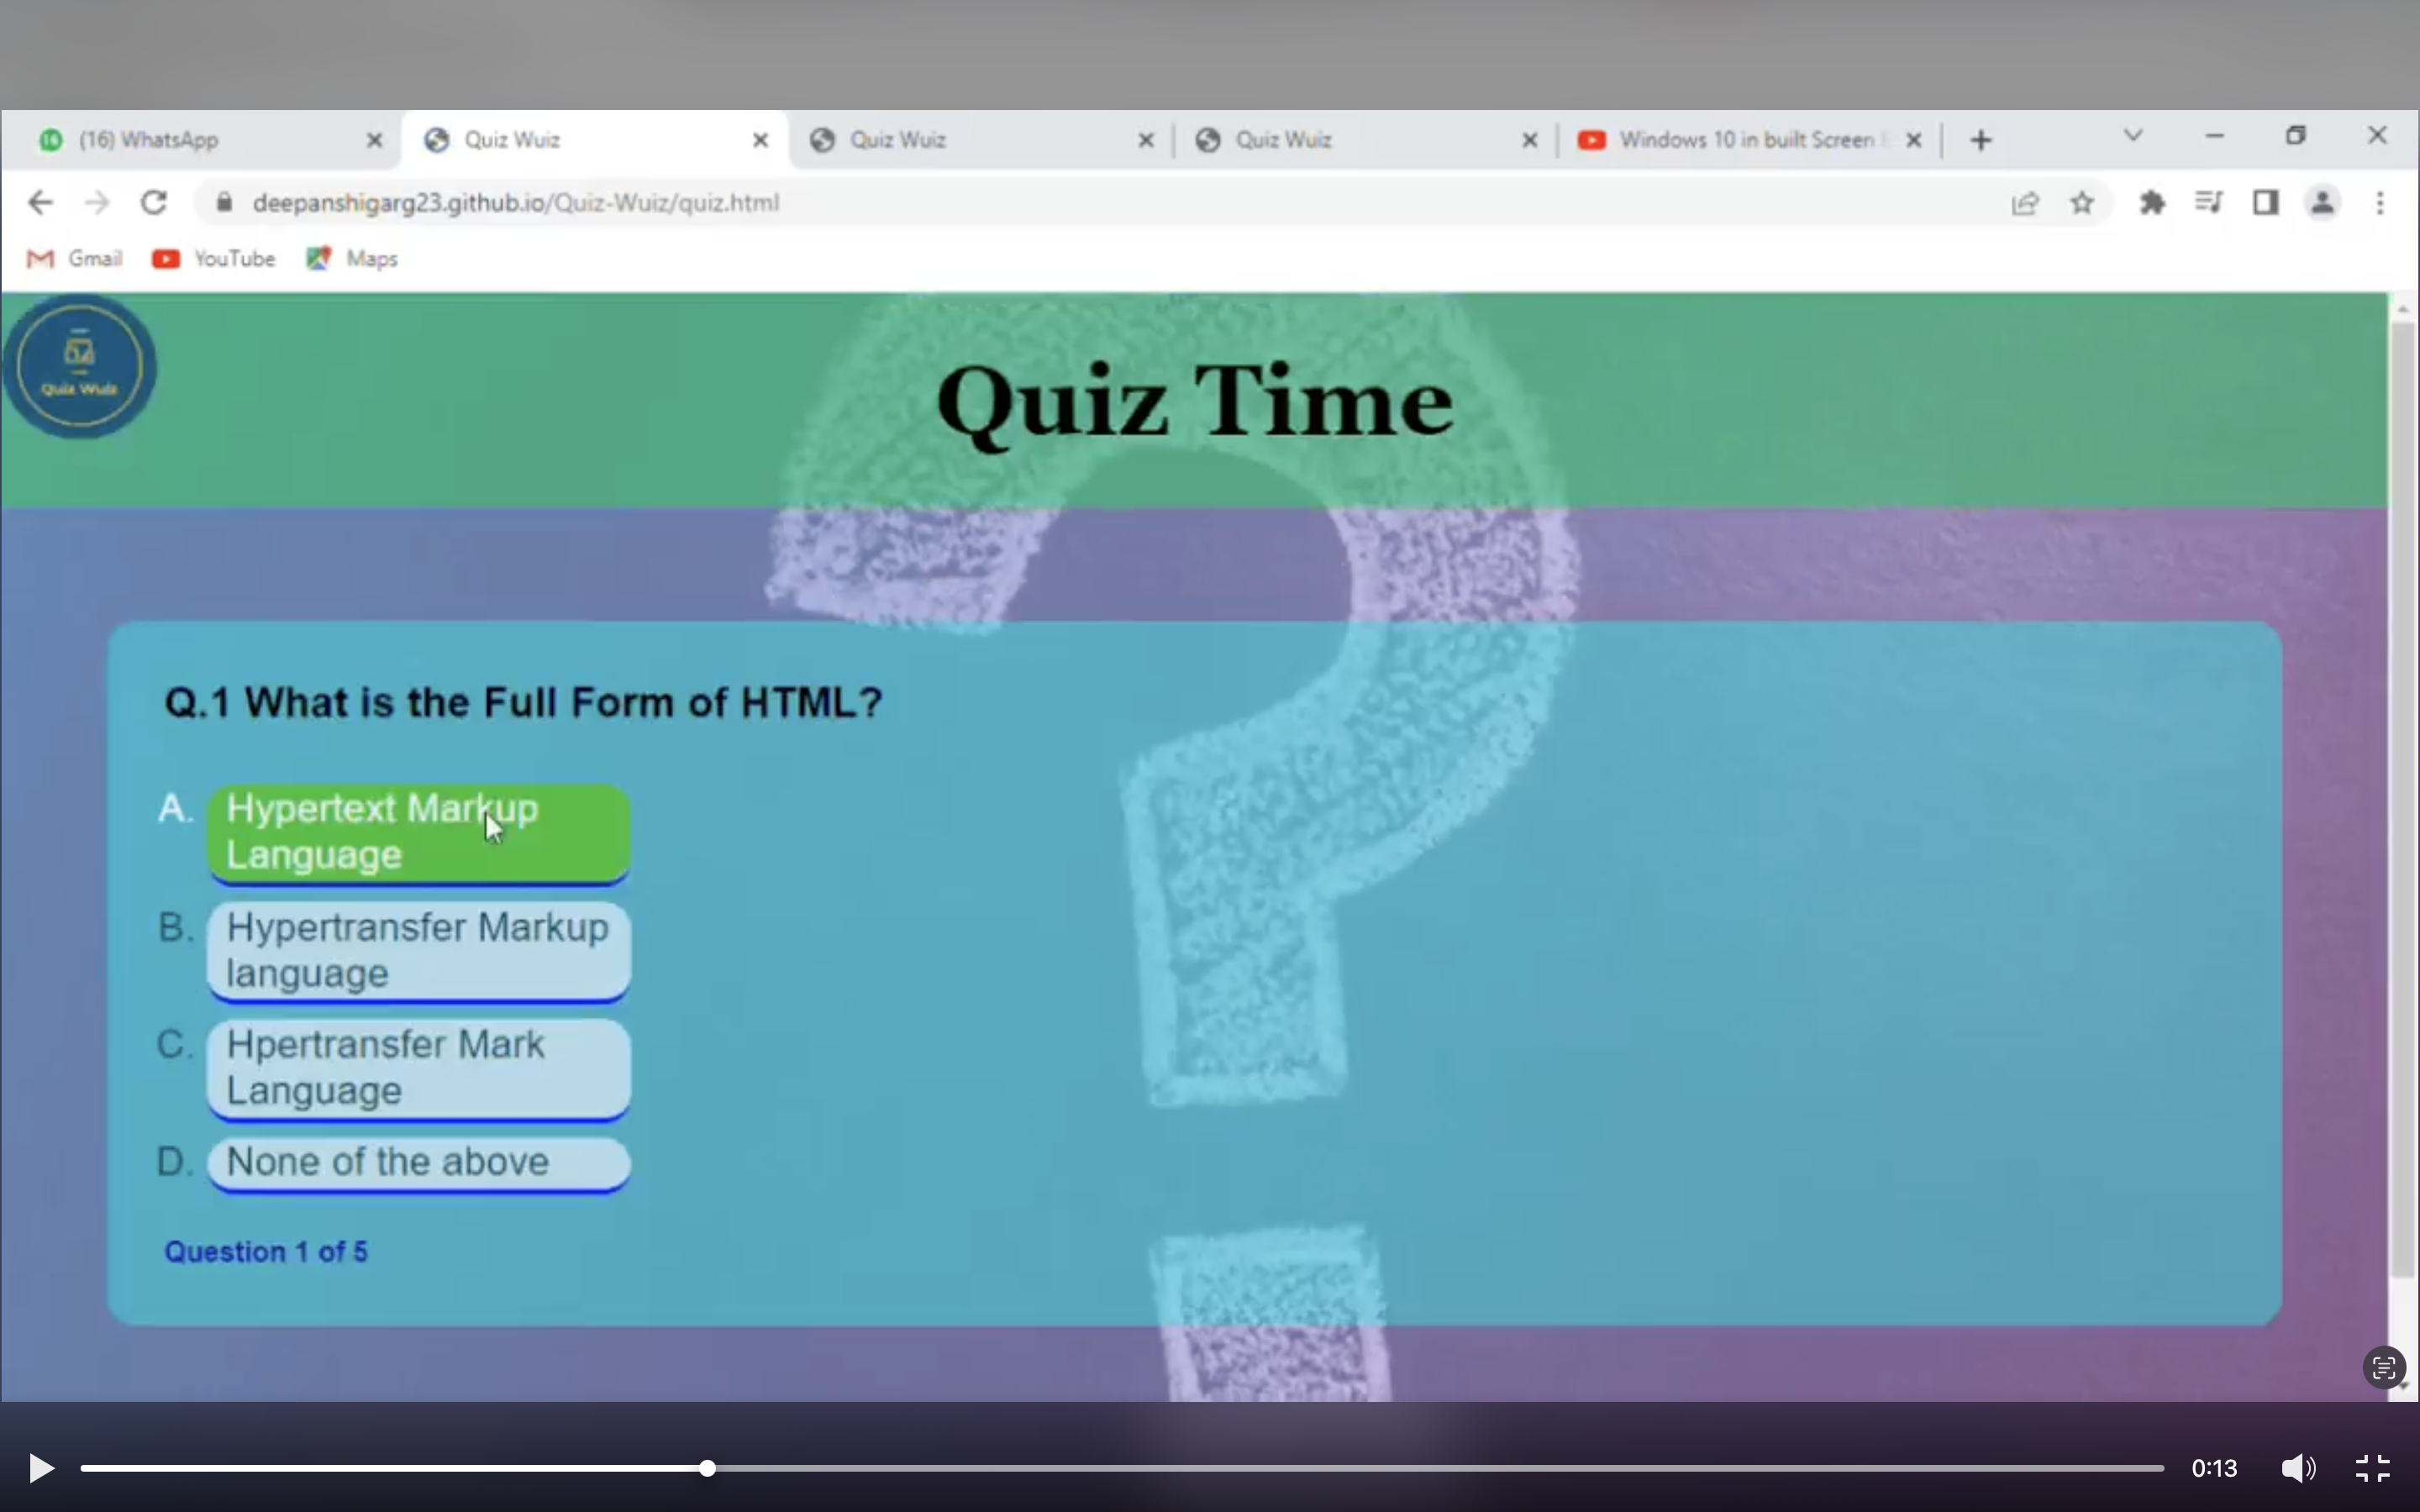 (16) WhatsApp
Quiz Wuiz
Quiz Wuiz
Quiz Wuiz
Windows 10 in built Screen
deepanshigarg23.github.io/Quiz-Wuiz/quiz.html
Gmail
YouTube
Maps
Quiz Wuiz
Quiz Time
Q.1 What is the Full Form of HTML?
A. Hypertext Markup
Language
B. Hypertransfer Markup
language
C. Hpertransfer Mark
Language
D. None of the above
Question 1 of 5
0:13